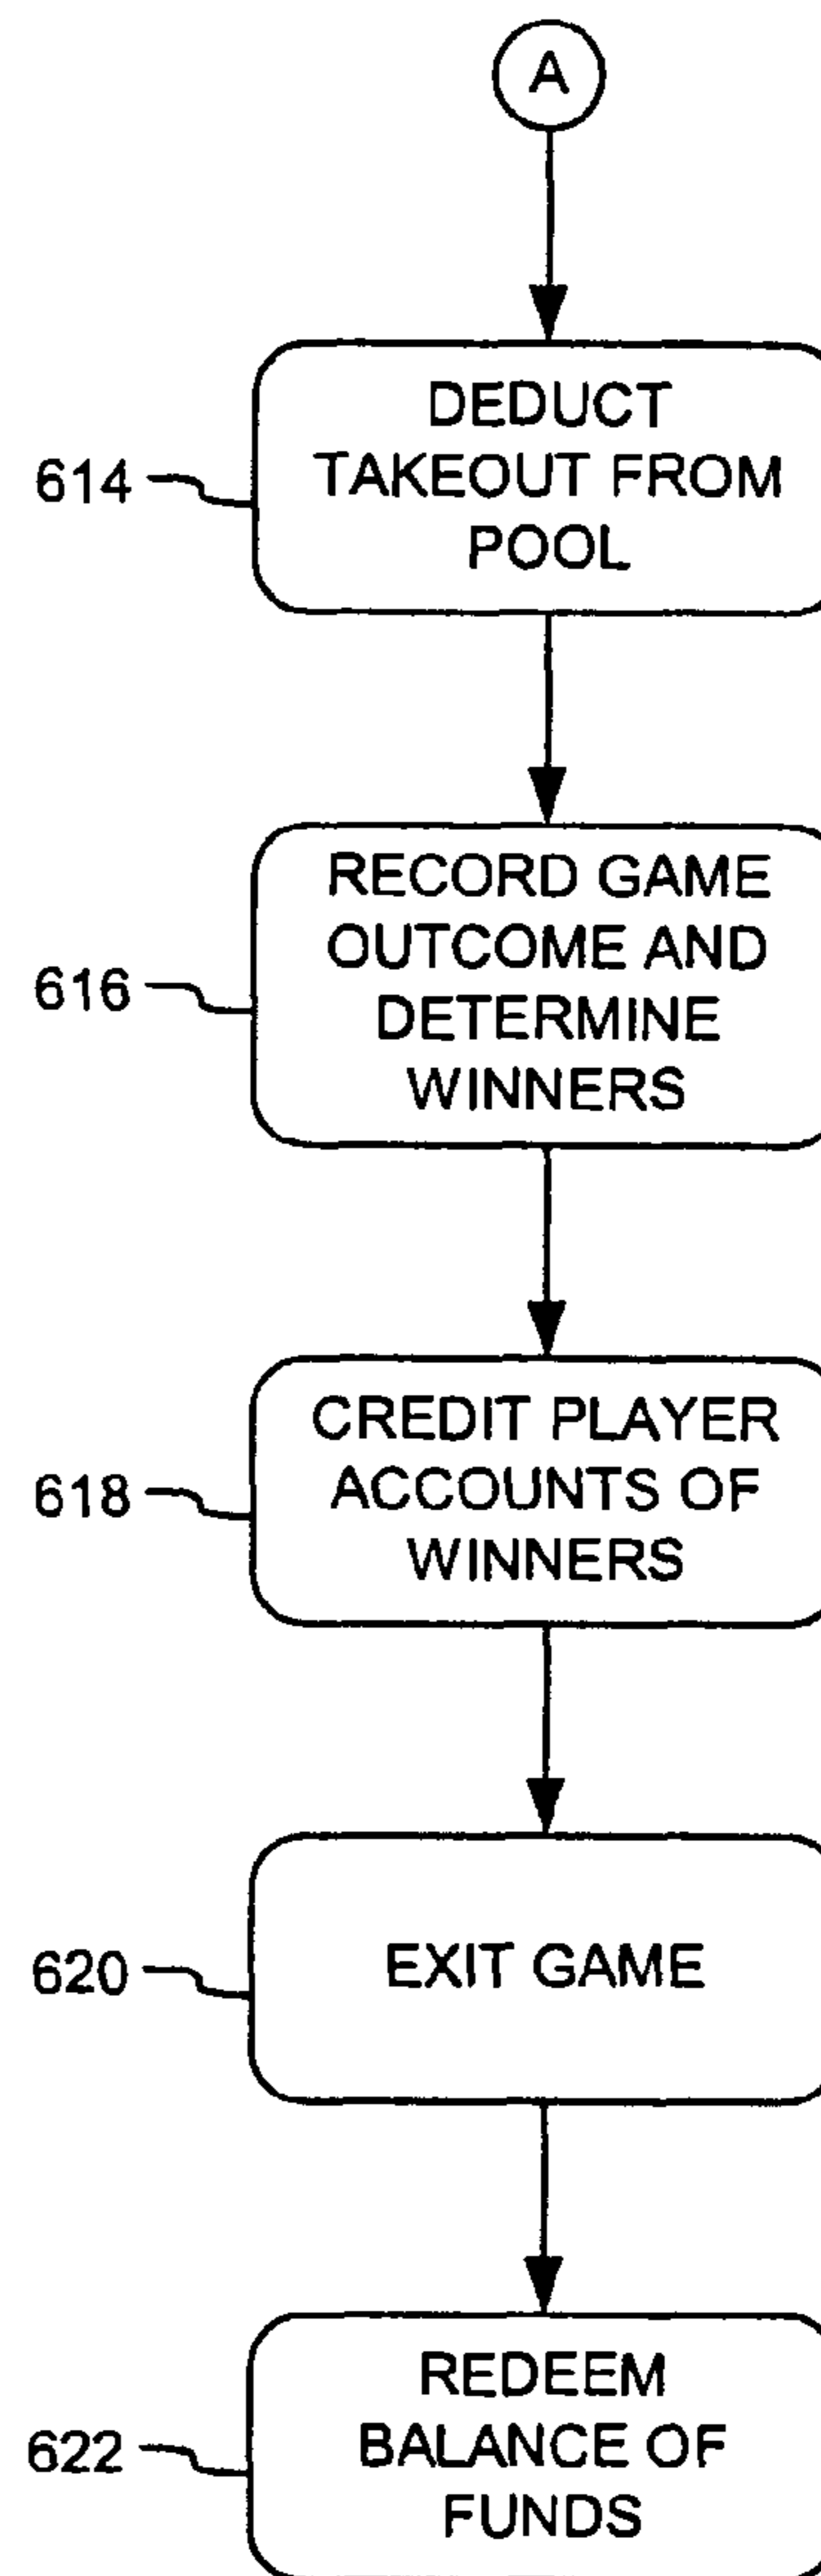 A
DEDUCT
TAKEOUT FROM
POOL
614
RECORD GAME
OUTCOME AND
DETERMINE
WINNERS
616
CREDIT PLAYER
ACCOUNTS OF
WINNERS
618
EXIT GAME
620
REDEEM
BALANCE OF
FUNDS
622